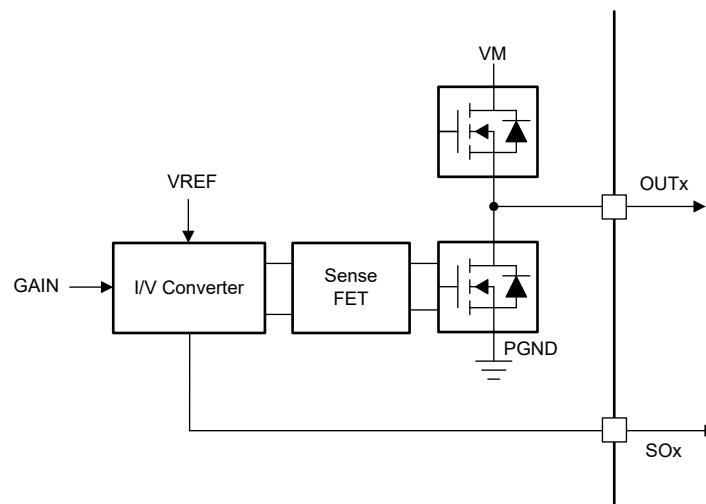 VM
OUTx
VREF
GAIN
I/V Converter
Sense
FET
PGND
SOx